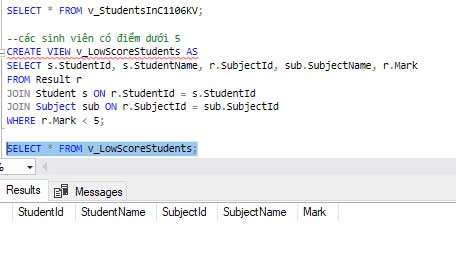 SELECT * FROM v_StudentsInC1106KV;
--các sinh viên có điểm dưới 5
CREATE VIEW v_LowScoreStudents AS
SELECT s.StudentId, s.StudentName, r.SubjectId, sub.SubjectName, r.Mark
FROM Result r
JOIN Student s ON r.StudentId = s.StudentId
JOIN Subject sub ON r.SubjectId = sub.SubjectId
WHERE r.Mark < 5;
SELECT * FROM v_LowScoreStudents;
%
Results Messages
StudentId StudentName SubjectId SubjectName Mark